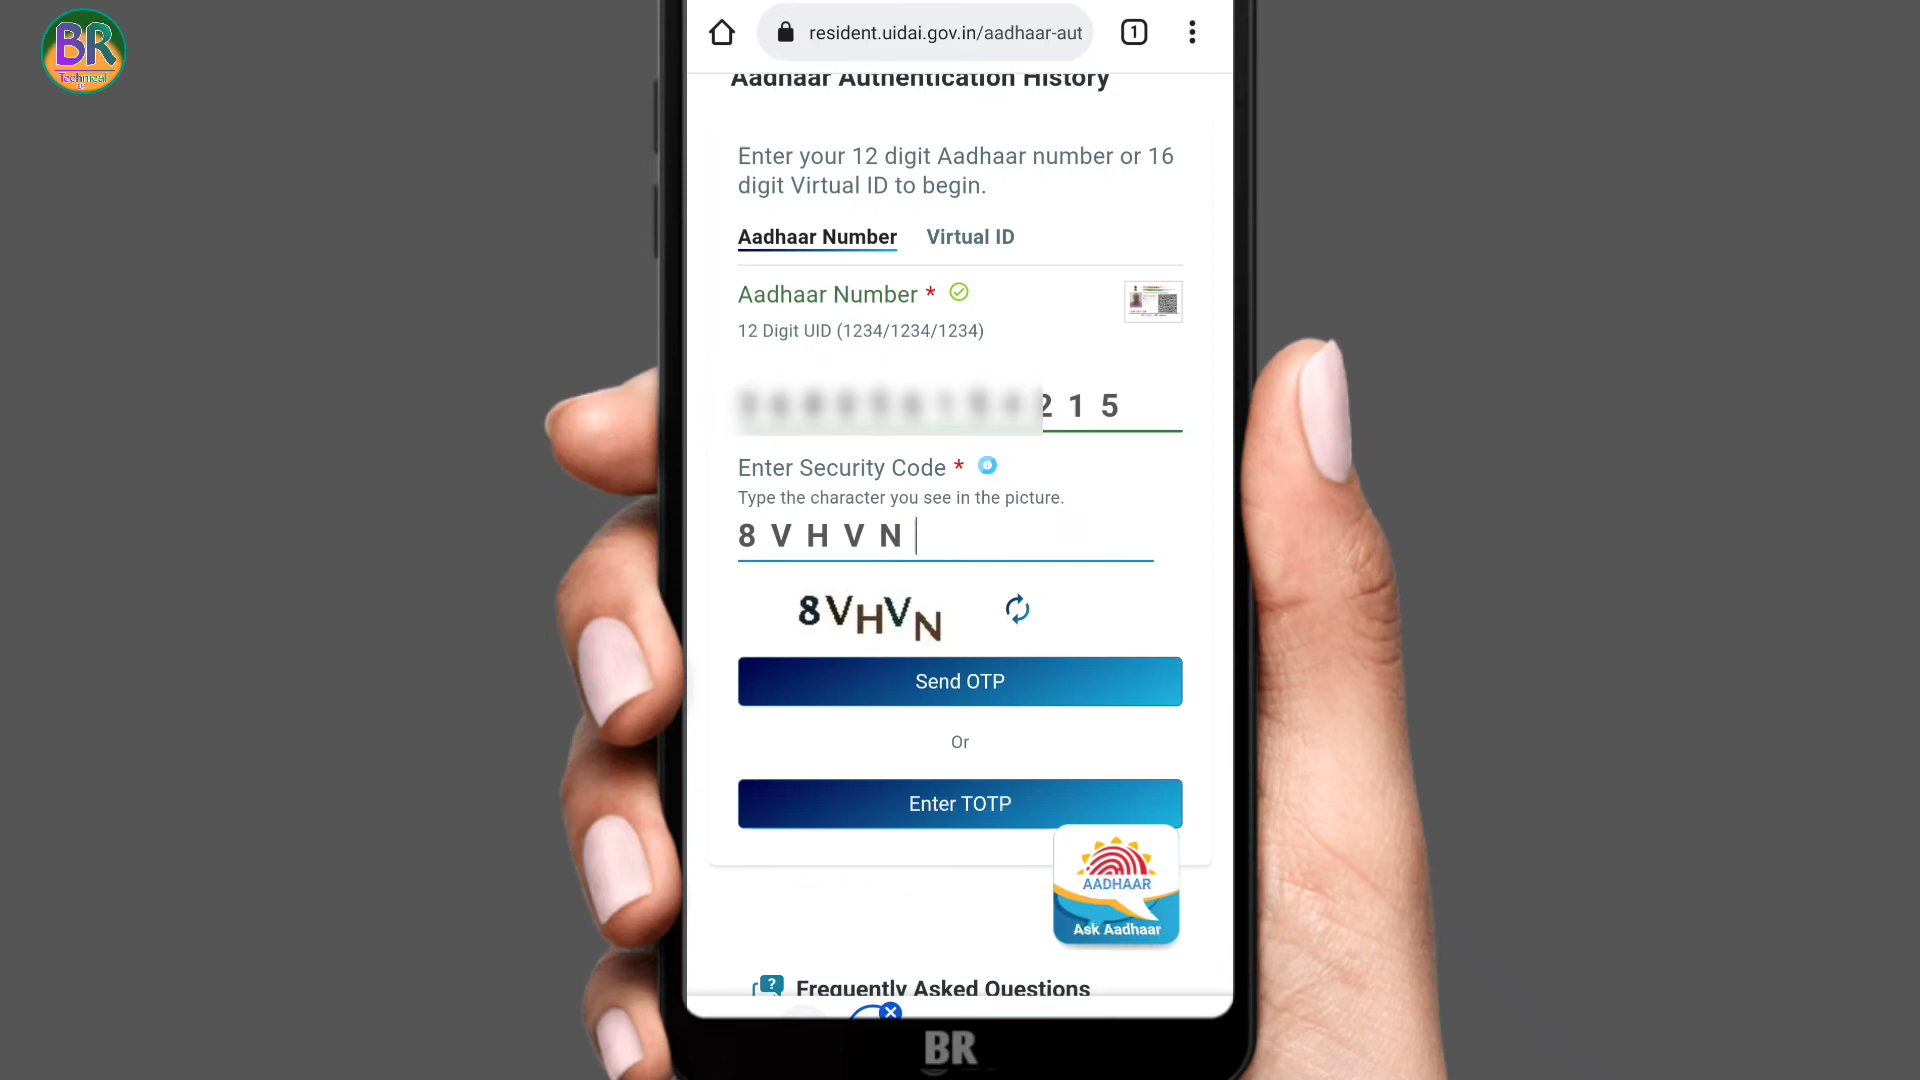 BR
Technical
resident.uidai.gov.in/aadhaar-aut
1
Aadhaar Authentication History
Enter your 12 digit Aadhaar number or 16
digit Virtual ID to begin.
Aadhaar Number Virtual ID
Aadhaar Number *
12 Digit UID (1234/1234/1234)
2 1 5
Enter Security Code *
Type the character you see in the picture.
8 V H V N
8VHVN
Send OTP
Or
Enter TOTP
AADHAAR
Ask Aadhaar
Frequently Asked Questions
BR